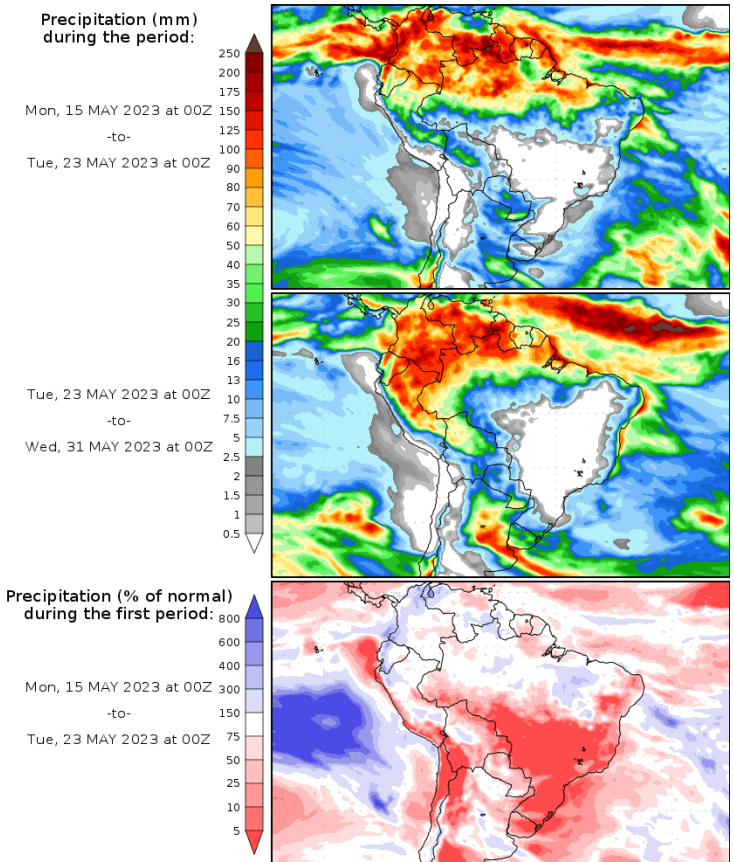 Precipitation (mm)
during the period:
Mon, 15 MAY 2023 at 00Z
-to-
Tue, 23 MAY 2023 at 00Z
250
200
175
150
125
100
90
80
70
60
50
40
35
30
25
20
16
13
10
7.5
5
2.5
2
1.5
1
0.5
Tue, 23 MAY 2023 at 00Z
-to-
Wed, 31 MAY 2023 at 00Z
Precipitation (% of normal)
during the first period:
Mon, 15 MAY 2023 at 00Z
-to-
Tue, 23 MAY 2023 at 00Z
800
600
400
300
150
75
50
25
10
5